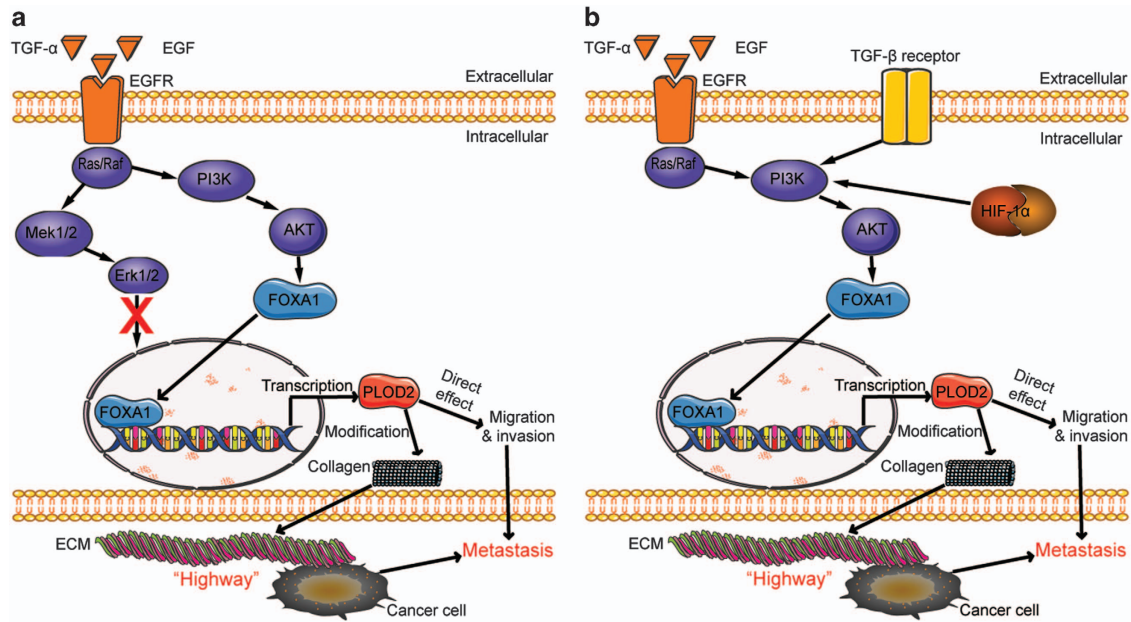 a
TGF-α
EGF
EGFR
Extracellular
Intracellular
Ras/Raf
PI3K
Mek1/2
AKT
Erk1/2
FOXA1
X
FOXA1
Transcription
PLOD2
Direct
effect
Modification
Migration
& invasion
Collagen
ECM
"Highway"
Metastasis
Cancer cell
b
TGF-α
EGF
EGFR
TGF-β receptor
Extracellular
Intracellular
Ras/Raf
PI3K
HIF-1α
AKT
FOXA1
FOXA1
Transcription
PLOD2
Direct
effect
Modification
Migration
& invasion
Collagen
ECM
"Highway"
Metastasis
Cancer cell